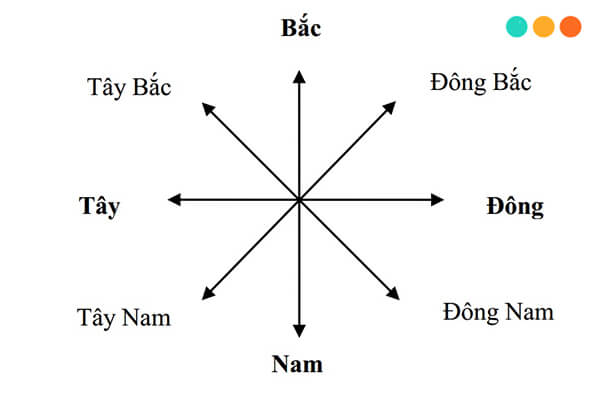 Bắc
Tây Bắc
Đông Bắc
Tây
Đông
Tây Nam
Đông Nam
Nam